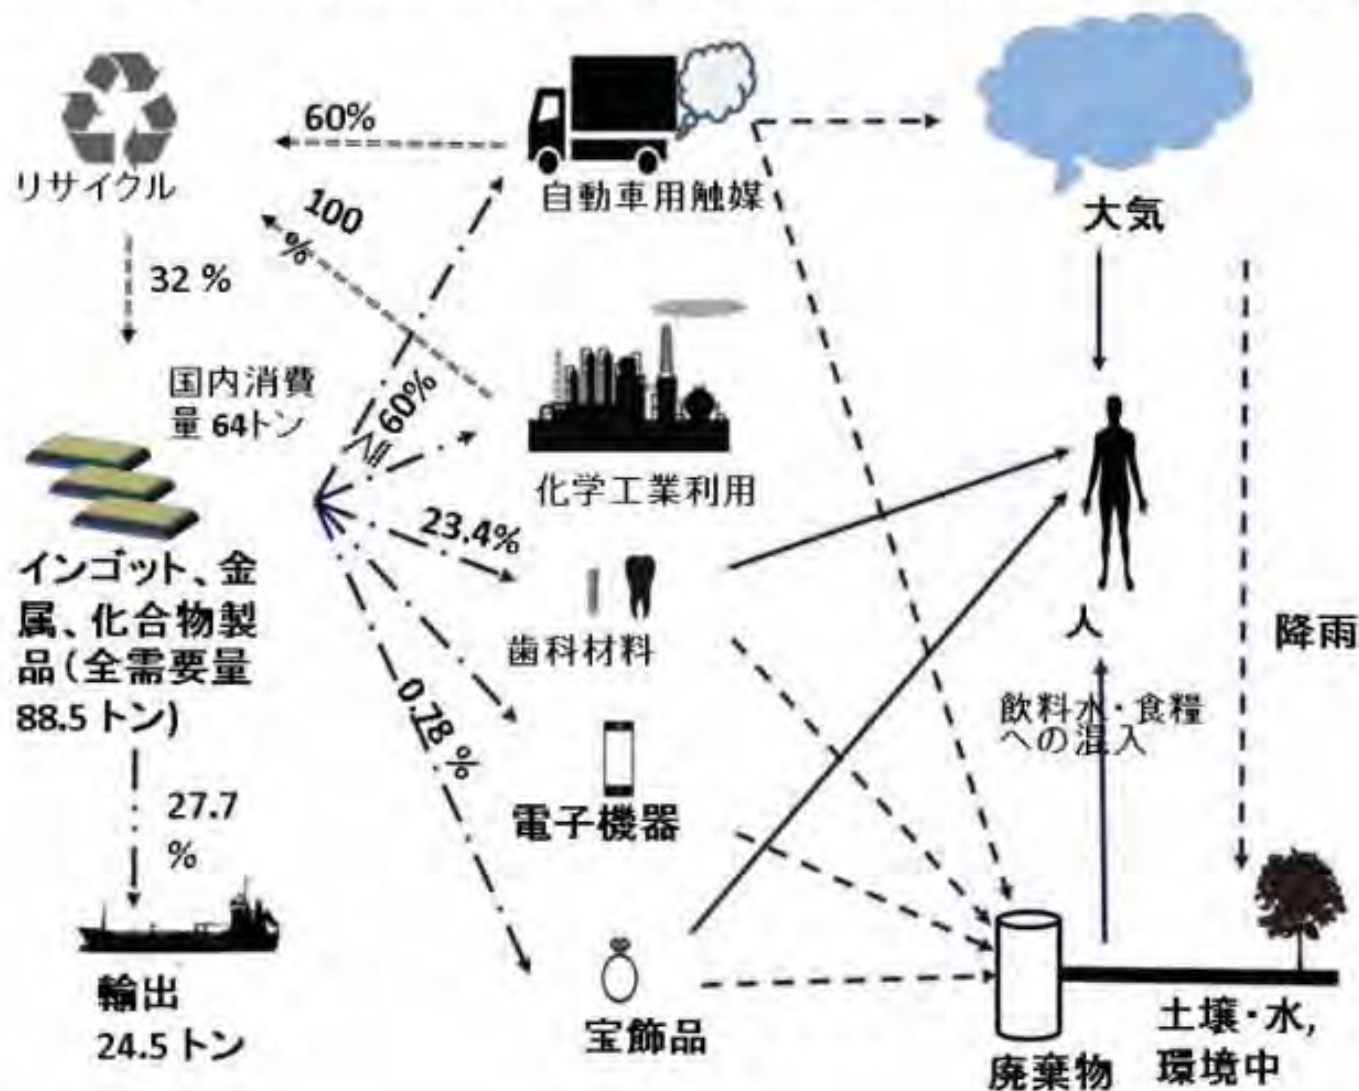 リサイクル
60%
100
%
32 %
自動車用触媒
大気
国内消費
量 64トン
≦60%
化学工業利用
23.4%
インゴット、金
属、化合物製
品(全需要量
88.5 トン)
歯科材料
人
降雨
飲料水・食糧
への混入
0.78 %
電子機器
27.7
%
輸出
24.5 トン
宝飾品
廃棄物
土壌・水,
環境中